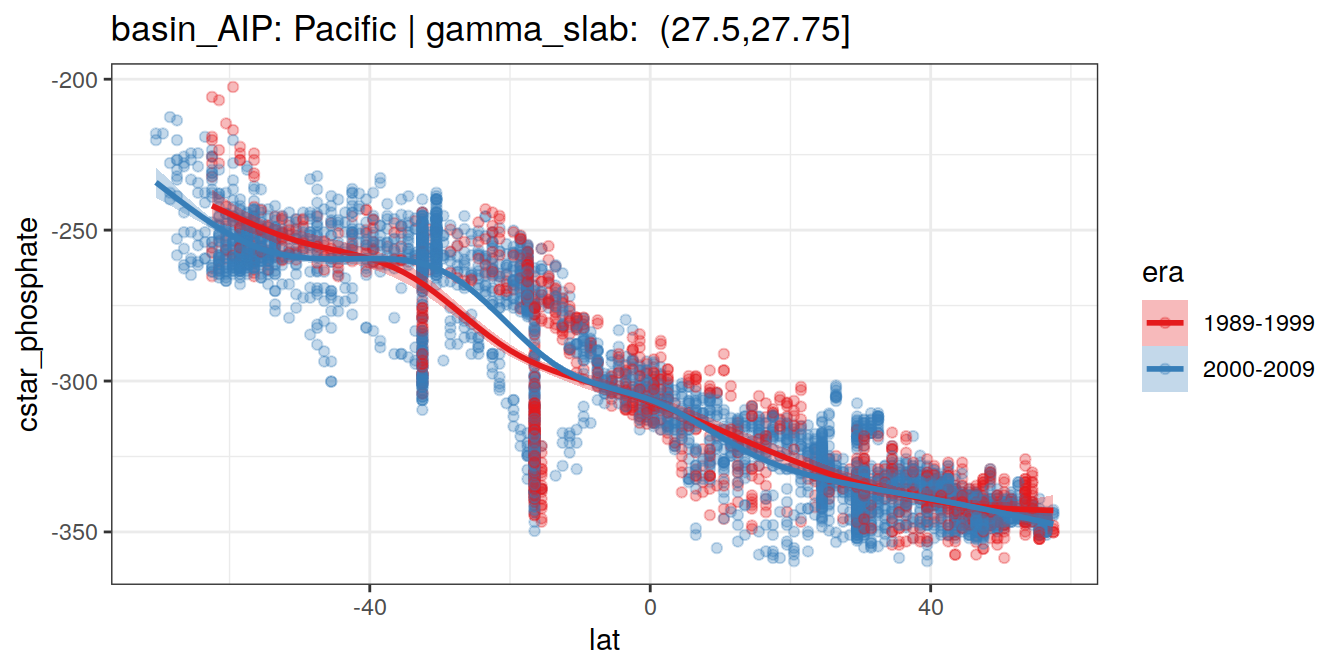 basin_AIP: Pacific | gamma_slab:  (27.5,27.75]
-200
-250
-300
-350
cstar_phosphate
-40
0
40
lat
era
1989-1999
2000-2009